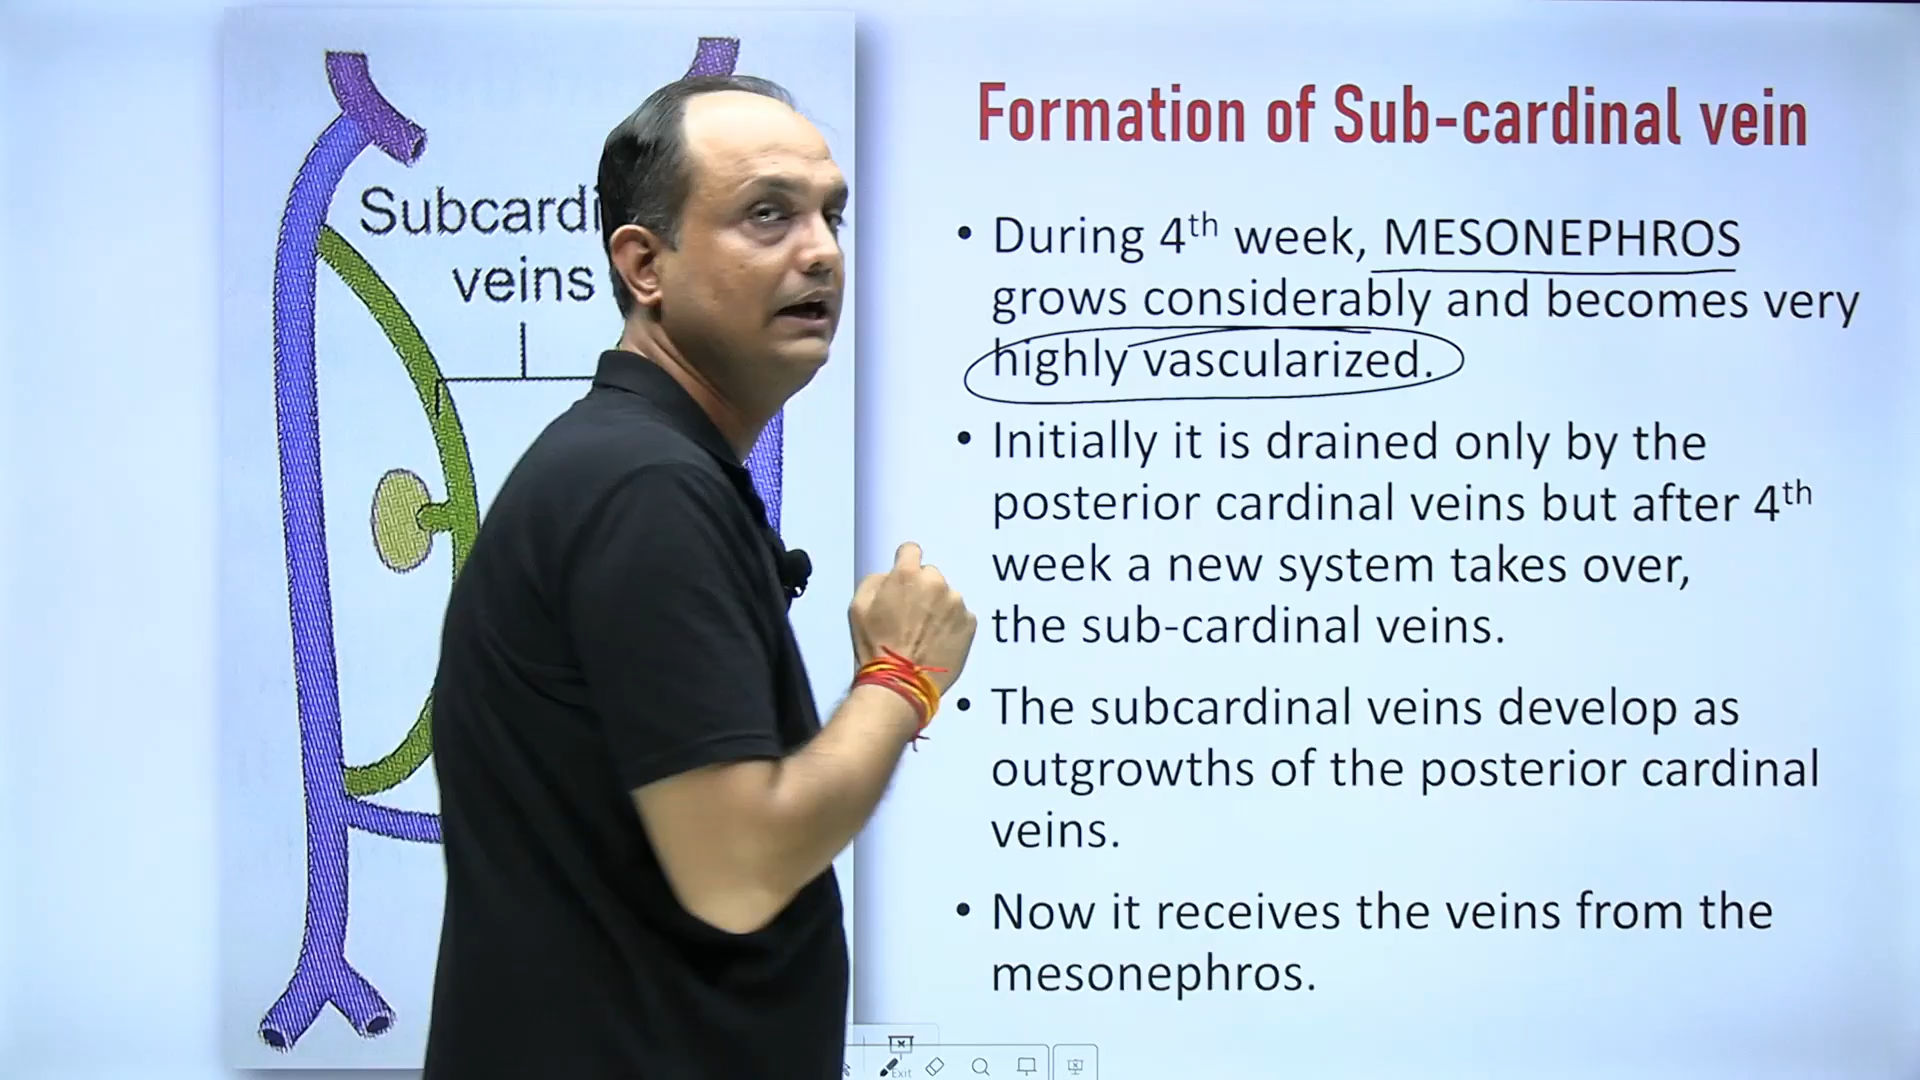 Subcardi
veins
Formation of Sub-cardinal vein
• During 4th week, MESONEPHROS
grows considerably and becomes very
highly vascularized.
• Initially it is drained only by the
posterior cardinal veins but after 4th
week a new system takes over,
the sub-cardinal veins.
• The subcardinal veins develop as
outgrowths of the posterior cardinal
veins.
• Now it receives the veins from the
mesonephros.
Exit